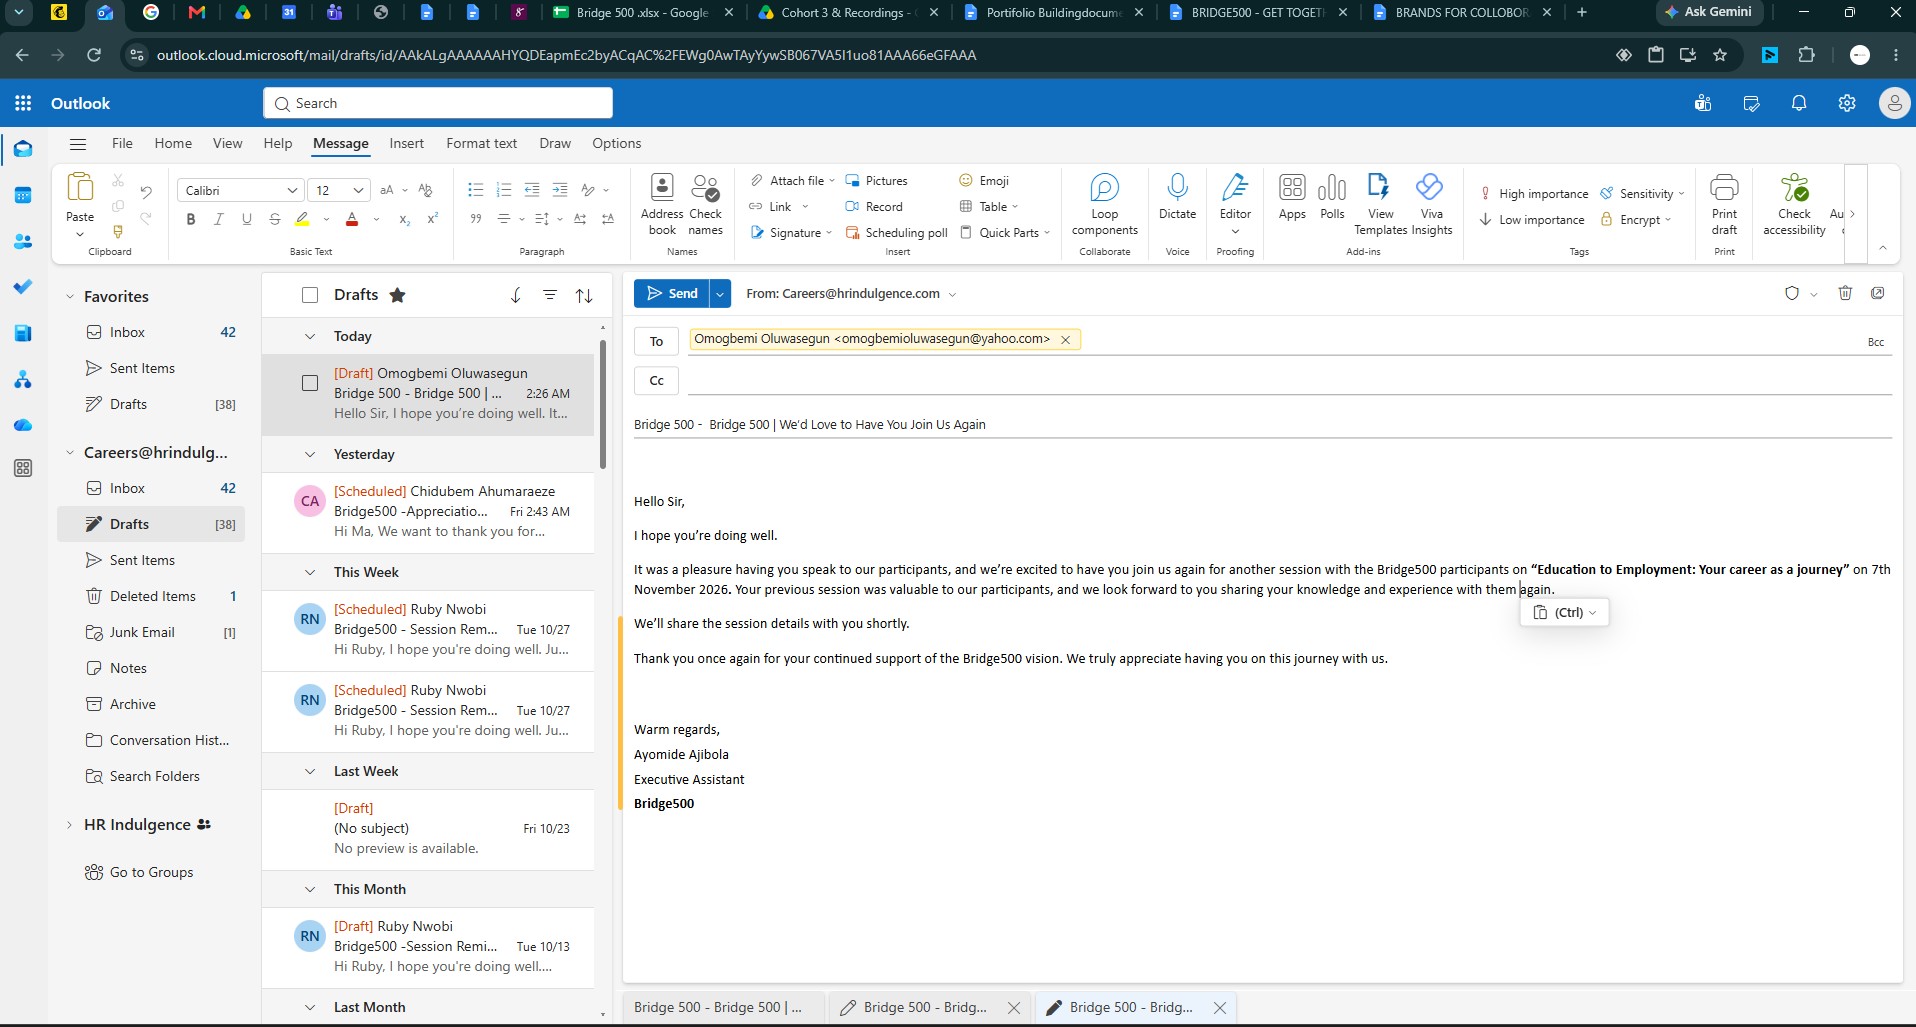 Bridge 500 .xlsx - Google
Cohort 3 & Recordings -
Portifolio Buildingdocume
BRIDGE500 - GET TOGETH
BRANDS FOR COLLOBOR
Ask Gemini
outlook.cloud.microsoft/mail/drafts/id/AAkALgAAAAAAHYQDEapmEc2byACqAC%2FEWg0AwTAyYywSB067VA5I1uo81AAA66eGFAAA
Outlook
Search
File Home View Help Message Insert Format text Draw Options
Paste
Clipboard
Calibri 12
Basic Text
Paragraph
Address book
Check names
Names
Attach file Pictures Emoji
Link Record Table
Signature Scheduling poll Quick Parts
Insert
Loop components
Collaborate
Dictate
Voice
Editor
Proofing
Apps Polls View Templates Viva Insights
Add-ins
High importance Sensitivity
Low importance Encrypt
Tags
Print draft
Print
Check accessibility
Au
Favorites
Inbox 42
Sent Items
Drafts [38]
Careers@hrindulg...
Inbox 42
Drafts [38]
Sent Items
Deleted Items 1
Junk Email [1]
Notes
Archive
Conversation Hist...
Search Folders
HR Indulgence
Go to Groups
Drafts
Today
[Draft] Omogbemi Oluwasegun
Bridge 500 - Bridge 500 | ... 2:26 AM
Hello Sir, I hope you're doing well. It...
Yesterday
CA
[Scheduled] Chidubem Ahumaraeze
Bridge500 -Appreciatio... Fri 2:43 AM
Hi Ma, We want to thank you for...
This Week
RN
[Scheduled] Ruby Nwobi
Bridge500 - Session Rem... Tue 10/27
Hi Ruby, I hope you're doing well. Ju...
RN
[Scheduled] Ruby Nwobi
Bridge500 - Session Rem... Tue 10/27
Hi Ruby, I hope you're doing well. Ju...
Last Week
[Draft]
(No subject) Fri 10/23
No preview is available.
This Month
RN
[Draft] Ruby Nwobi
Bridge500 -Session Remi... Tue 10/13
Hi Ruby, I hope you're doing well....
Last Month
Send
From: Careers@hrindulgence.com
To
Omogbemi Oluwasegun <omogbemioluwasegun@yahoo.com>
Bcc
Cc
Bridge 500 - Bridge 500 | We'd Love to Have You Join Us Again
Hello Sir,
I hope you’re doing well.
It was a pleasure having you speak to our participants, and we’re excited to have you join us again for another session with the Bridge500 participants on “Education to Employment: Your career as a journey” on 7th
November 2026. Your previous session was valuable to our participants, and we look forward to you sharing your knowledge and experience with them again.
(Ctrl)
We’ll share the session details with you shortly.
Thank you once again for your continued support of the Bridge500 vision. We truly appreciate having you on this journey with us.
Warm regards,
Ayomide Ajibola
Executive Assistant
Bridge500
Bridge 500 - Bridge 500 | ...
Bridge 500 - Bridg...
Bridge 500 - Bridg...